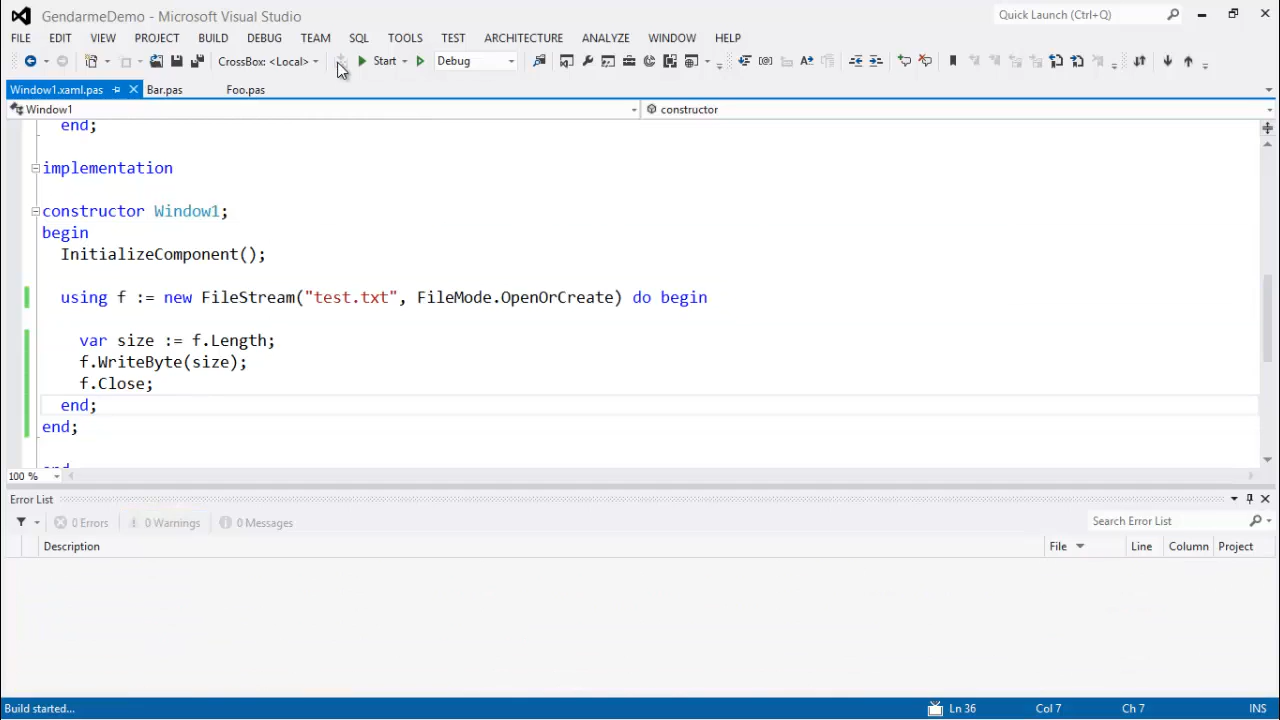 GendarmeDemo - Microsoft Visual Studio
Quick Launch (Ctrl+Q)
FILE EDIT VIEW PROJECT BUILD DEBUG TEAM SQL TOOLS TEST ARCHITECTURE ANALYZE WINDOW HELP
CrossBox: <Local> Start Debug
Window1.xaml.pas Bar.pas Foo.pas
Window1 constructor
end;
implementation
constructor Window1;
begin
InitializeComponent();
using f := new FileStream("test.txt", FileMode.OpenOrCreate) do begin
var size := f.Length;
f.WriteByte(size);
f.Close;
end;
end;
end
100 %
Error List
0 Errors 0 Warnings 0 Messages Search Error List
Description File Line Column Project
Build started... Ln 36 Col 7 Ch 7 INS